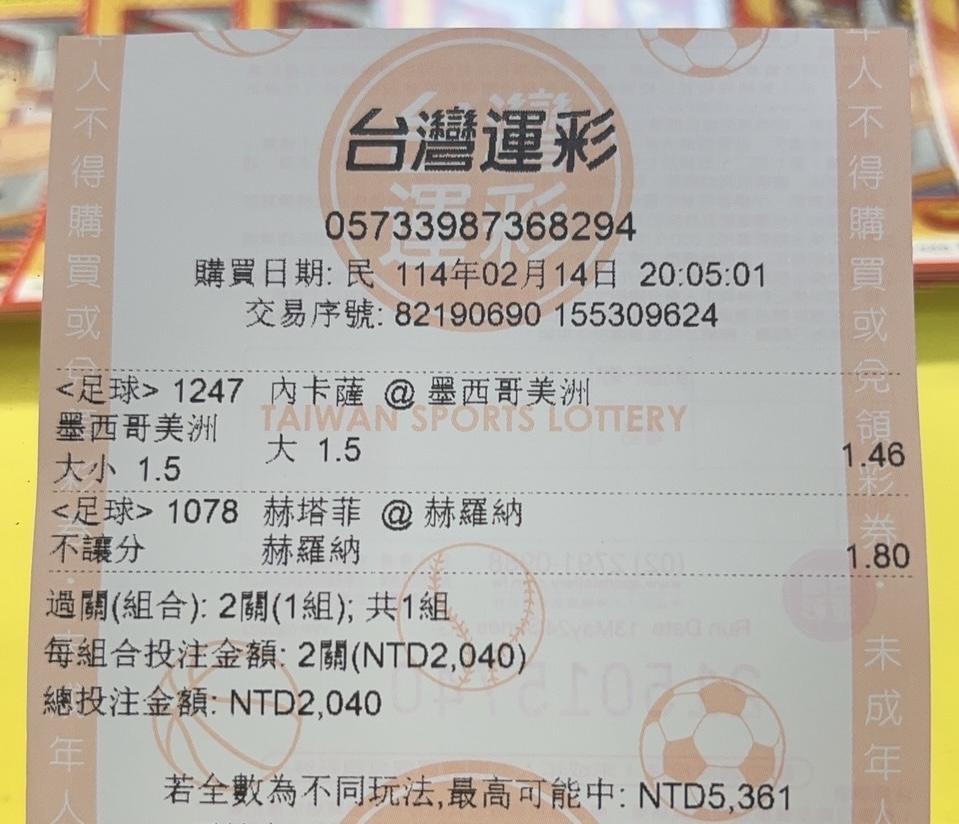 台灣運彩
05733987368294
購買日期: 民 114年02月14日 20:05:01
交易序號: 82190690 155309624
<足球> 1247 內卡薩 @ 墨西哥美洲
TAIWAN SPORTS LOTTERY
墨西哥美洲
大小 1.5 大 1.5 1.46
<足球> 1078 赫塔菲 @ 赫羅納
不讓分 赫羅納 1.80
過關(組合): 2關(1組); 共1組
每組合投注金額: 2關(NTD2,040)
總投注金額: NTD2,040
若全數為不同玩法,最高可能中: NTD5,361
年人不得購買或兌領彩券.未成年人